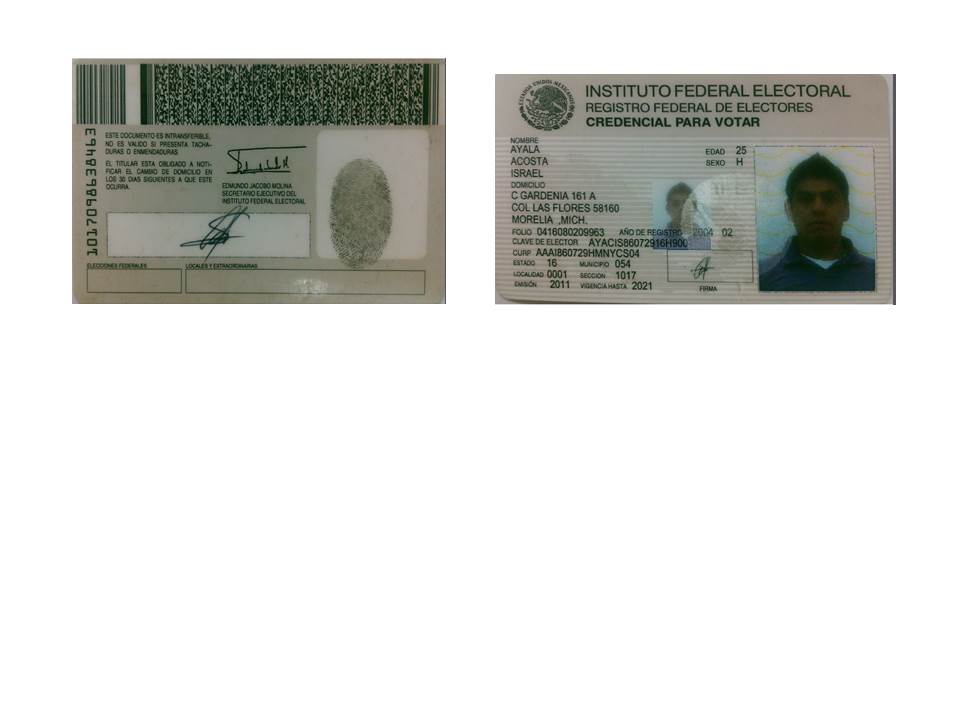 1017098638463
ESTE DOCUMENTO ES INTRANSFERIBLE,
NO ES VALIDO SI PRESENTA TACHA-
DURAS O ENMENDADURAS.
EL TITULAR ESTA OBLIGADO A NOTI-
FICAR EL CAMBIO DE DOMICILIO EN
LOS 30 DIAS SIGUIENTES A QUE ESTE
OCURRA.
EDMUNDO JACOBO MOLINA
SECRETARIO EJECUTIVO DEL
INSTITUTO FEDERAL ELECTORAL
ELECCIONES FEDERALES LOCALES Y EXTRAORDINARIAS
ESTADOS UNIDOS MEXICANOS
INSTITUTO FEDERAL ELECTORAL
REGISTRO FEDERAL DE ELECTORES
CREDENCIAL PARA VOTAR
NOMBRE
AYALA EDAD 25
ACOSTA SEXO H
ISRAEL
DOMICILIO
C GARDENIA 161 A
COL LAS FLORES 58160
MORELIA ,MICH.
FOLIO 0416080209963 AÑO DE REGISTRO 2004 02
CLAVE DE ELECTOR AYACIS86072916H900
CURP AAAI860729HMNYCS04
ESTADO 16 MUNICIPIO 054
LOCALIDAD 0001 SECCION 1017
EMISIÓN 2011 VIGENCIA HASTA 2021
FIRMA